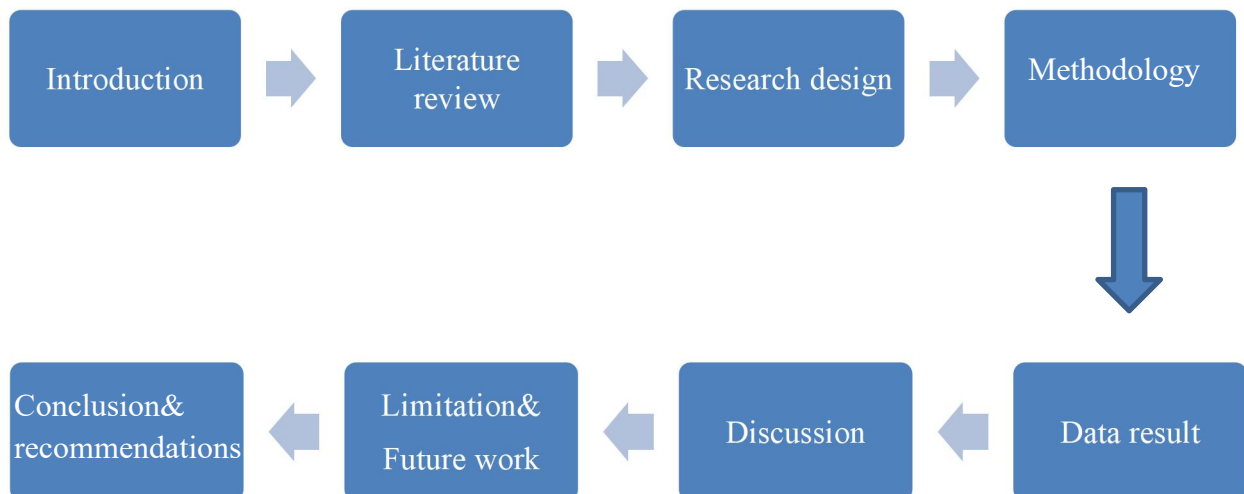 Introduction
Literature
review
Research design
Methodology
Data result
Discussion
Limitation&
Future work
Conclusion&
recommendations